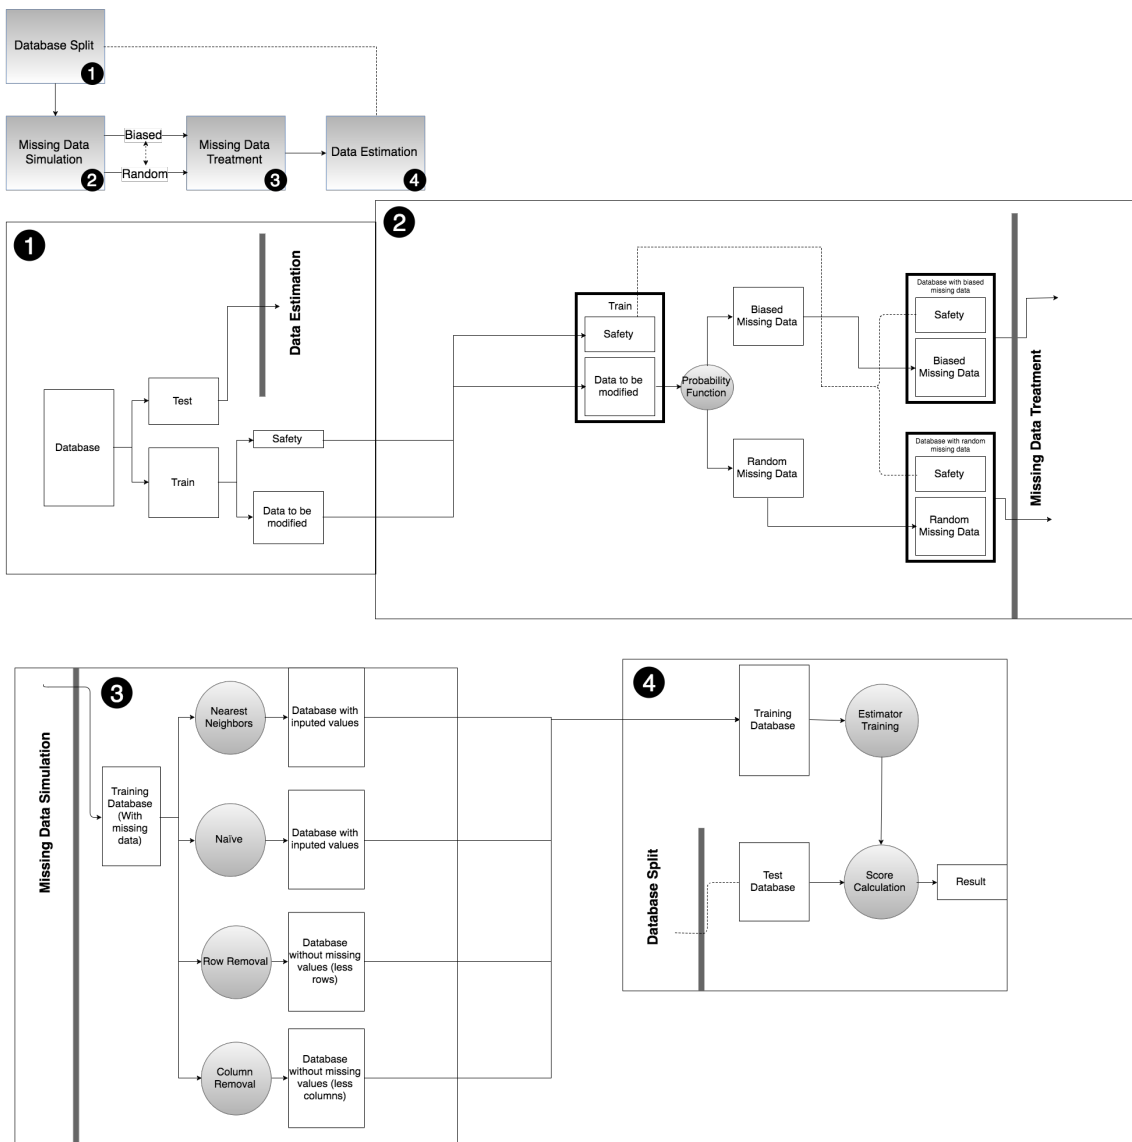 Database Split
1
Missing Data
Simulation
2
Biased
Random
Missing Data
Treatment
3
Data Estimation
4
1
Data Estimation
Database
Test
Train
Safety
Data to be
modified
2
Train
Safety
Data to be
modified
Probability
Function
Biased
Missing Data
Random
Missing Data
Database with biased
missing data
Safety
Biased
Missing Data
Database with random
missing data
Safety
Random
Missing Data
Missing Data Treatment
3
Missing Data Simulation
Training
Database
(With
missing
data)
Nearest
Neighbors
Database with
inputed values
Naïve
Database with
inputed values
Row Removal
Database
without missing
values (less
rows)
Column
Removal
Database
without missing
values (less
columns)
4
Training
Database
Estimator
Training
Database Split
Test
Database
Score
Calculation
Result